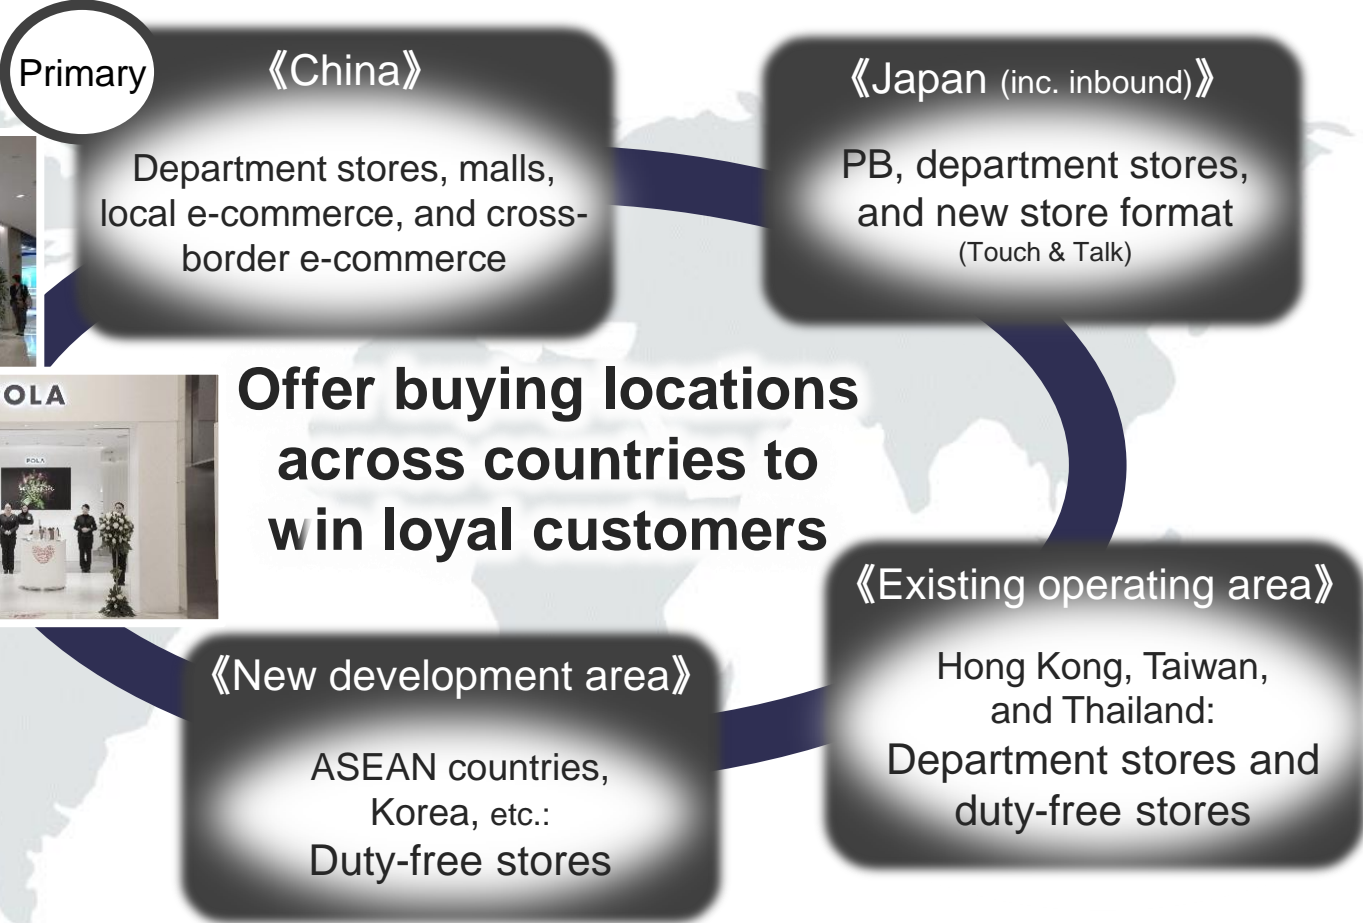 Primary
《China》
Department stores, malls,
local e-commerce, and cross-
border e-commerce
《Japan (inc. inbound)》
PB, department stores,
and new store format
(Touch & Talk)
OLA
POLA
Offer buying locations
across countries to
win loyal customers
《Existing operating area》
Hong Kong, Taiwan,
and Thailand:
Department stores and
duty-free stores
《New development area》
ASEAN countries,
Korea, etc.:
Duty-free stores